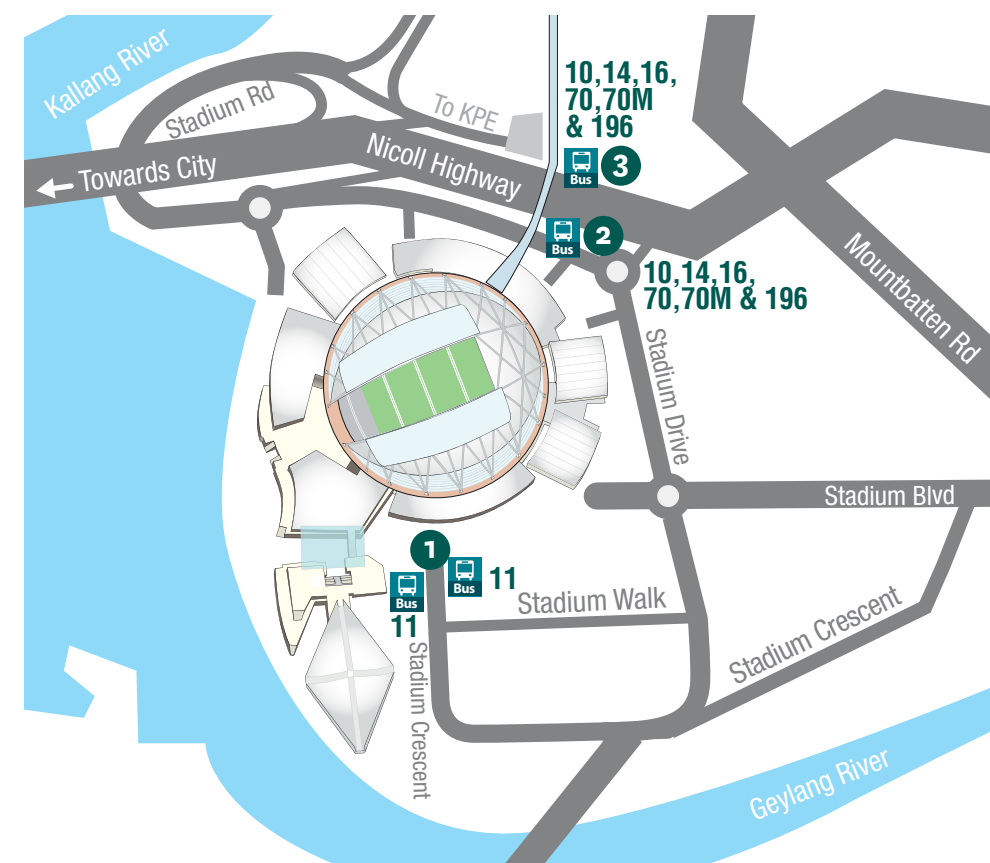 Kallang River
Stadium Rd
To KPE
10,14,16,
70,70M
& 196
Bus
3
Towards City
Nicoll Highway
Bus
2
10,14,16,
70,70M & 196
Mountbatten Rd
Stadium Drive
Stadium Blvd
1
Bus
11
Bus
11
Stadium Walk
Stadium Crescent
Stadium Crescent
Geylang River